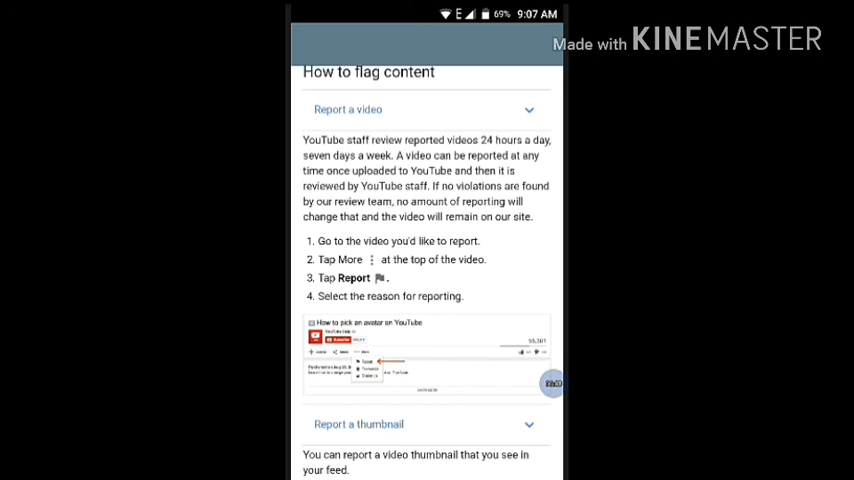 69% 9:07 AM
Made with KINEMASTER
How to flag content
Report a video
YouTube staff review reported videos 24 hours a day,
seven days a week. A video can be reported at any
time once uploaded to YouTube and then it is
reviewed by YouTube staff. If no violations are found
by our review team, no amount of reporting will
change that and the video will remain on our site.
1. Go to the video you'd like to report.
2. Tap More ⋮ at the top of the video.
3. Tap Report.
4. Select the reason for reporting.
How to pick an avatar on YouTube
Report a thumbnail
You can report a video thumbnail that you see in
your feed.